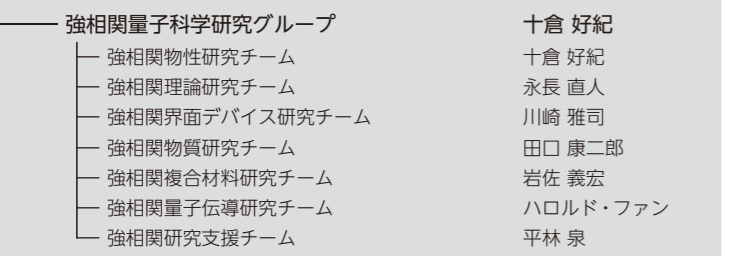 強相関量子科学研究グループ 十倉 好紀
強相関物性研究チーム 十倉 好紀
強相関理論研究チーム 永長 直人
強相関界面デバイス研究チーム 川崎 雅司
強相関物質研究チーム 田口 康二郎
強相関複合材料研究チーム 岩佐 義宏
強相関量子伝導研究チーム ハロルド・ファン
強相関研究支援チーム 平林 泉